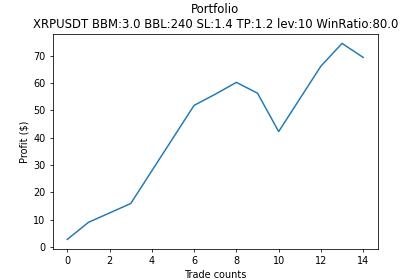 Portfolio
XRPUSDT BBM:3.0 BBL:240 SL:1.4 TP:1.2 lev:10 WinRatio:80.0
70
60
50
40
30
20
10
0
Profit ($)
0 2 4 6 8 10 12 14
Trade counts